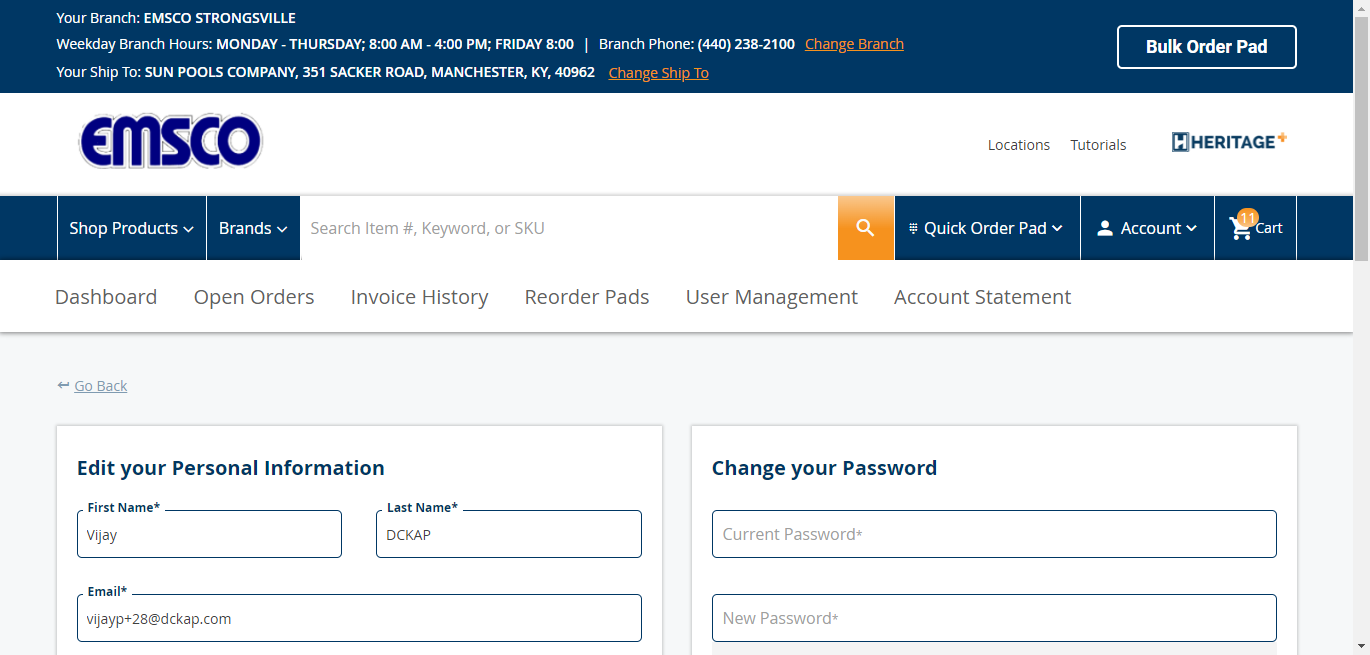 Your Branch: EMSCO STRONGSVILLE
Weekday Branch Hours: MONDAY - THURSDAY; 8:00 AM - 4:00 PM; FRIDAY 8:00 | Branch Phone: (440) 238-2100 Change Branch
Your Ship To: SUN POOLS COMPANY, 351 SACKER ROAD, MANCHESTER, KY, 40962 Change Ship To
Bulk Order Pad
EMSCO
Locations Tutorials HERITAGE+
Shop Products Brands Search Item #, Keyword, or SKU Quick Order Pad Account 11 Cart
Dashboard Open Orders Invoice History Reorder Pads User Management Account Statement
Go Back
Edit your Personal Information
First Name* Last Name*
Vijay DCKAP
Email*
vijayp+28@dckap.com
Change your Password
Current Password*
New Password*